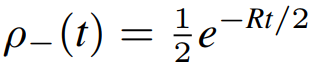 ρ₋(t) = ½e^{−Rt/2}